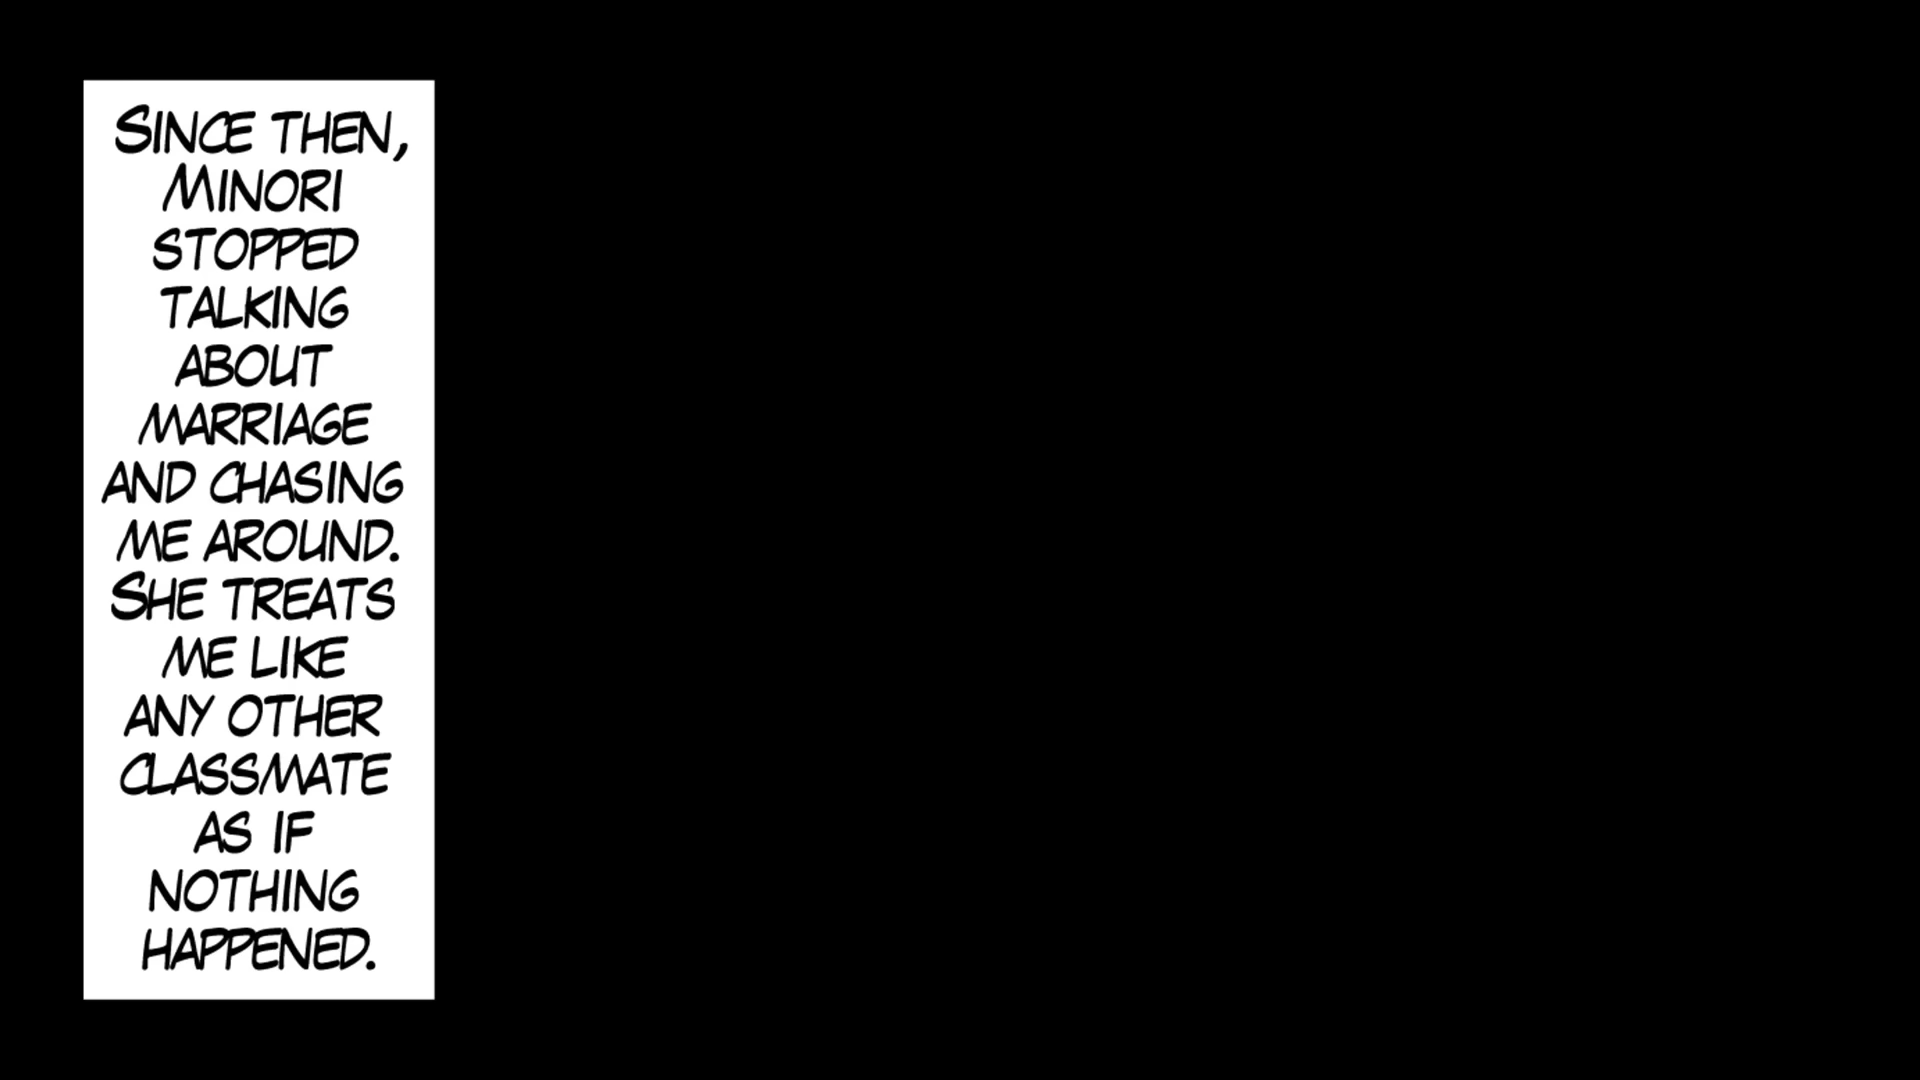 SINCE THEN,
MINORI
STOPPED
TALKING
ABOUT
MARRIAGE
AND CHASING
ME AROUND.
SHE TREATS
ME LIKE
ANY OTHER
CLASSMATE
AS IF
NOTHING
HAPPENED.